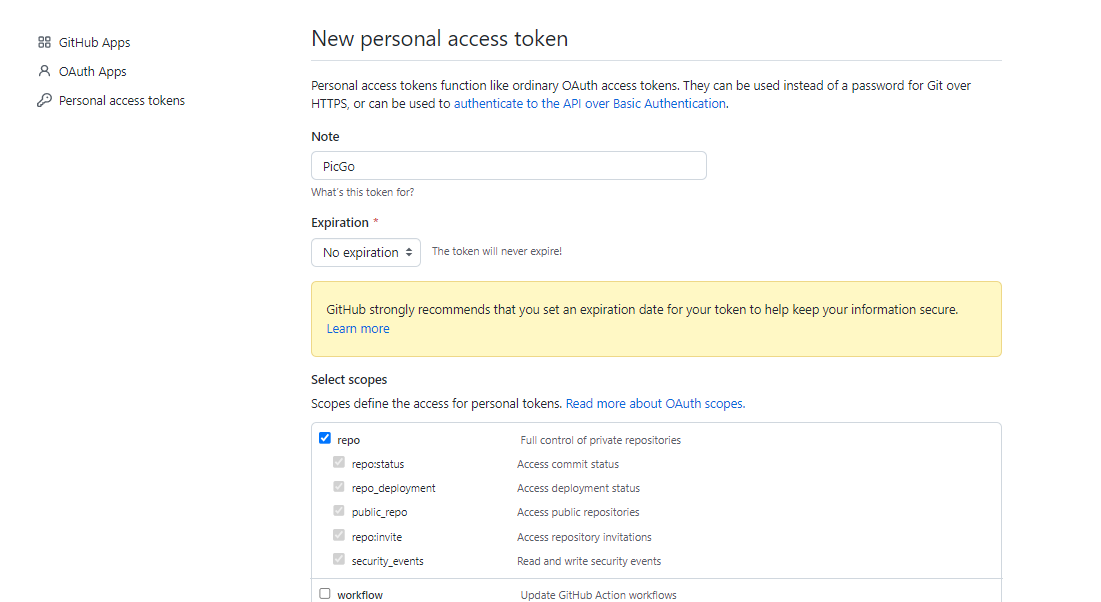 GitHub Apps
OAuth Apps
Personal access tokens
New personal access token
Personal access tokens function like ordinary OAuth access tokens. They can be used instead of a password for Git over
HTTPS, or can be used to authenticate to the API over Basic Authentication.
Note
PicGo
What's this token for?
Expiration *
No expiration The token will never expire!
GitHub strongly recommends that you set an expiration date for your token to help keep your information secure.
Learn more
Select scopes
Scopes define the access for personal tokens. Read more about OAuth scopes.
repo Full control of private repositories
repo:status Access commit status
repo_deployment Access deployment status
public_repo Access public repositories
repo:invite Access repository invitations
security_events Read and write security events
workflow Update GitHub Action workflows